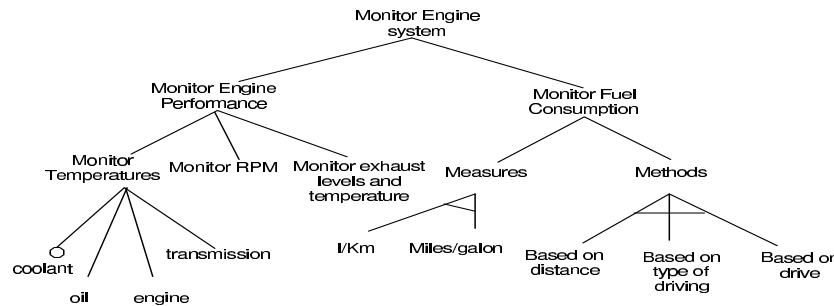 Monitor Engine
system
Monitor Engine
Performance
Monitor Fuel
Consumption
Monitor
Temperatures
Monitor RPM
Monitor exhaust
levels and
temperature
Measures
Methods
coolant
oil
engine
transmission
l/Km
Miles/galon
Based on
distance
Based on
type of
driving
Based or
drive